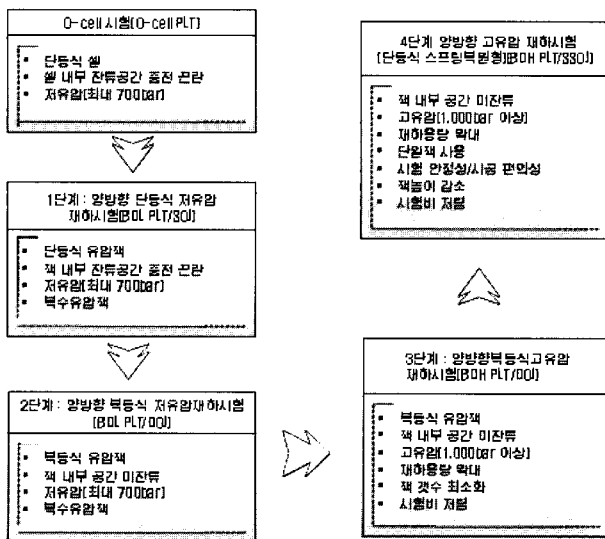 O-cell 시험(O-cell PLT)
단동식 셀
셀 내부 잔류공간 충전 곤란
저유압(최대 700bar)
1단계 : 양방향 단동식 저유압
재하시험(BDL PLT/SOJ)
단동식 유압잭
잭 내부 잔류공간 충전 곤란
저유압(최대 700bar)
복수유압잭
2단계 : 양방향 복동식 저유압재하시험
(BDL PLT/DOJ)
복동식 유압잭
잭 내부 공간 미잔류
저유압(최대 700bar)
복수유압잭
3단계 : 양방향복동식고유압
재하시험(BDH PLT/DOJ)
복동식 유압잭
잭 내부 공간 미잔류
고유압(1,000bar 이상)
재하용량 확대
잭 갯수 최소화
시험비 저렴
4단계 양방향 고유압 재하시험
(단동식 스프링복원형)(BDH PLT/SSOJ)
잭 내부 공간 미잔류
고유압(1,000bar 이상)
재하용량 확대
단일잭 사용
시험 안정성/시공 편의성
잭높이 감소
시험비 저렴